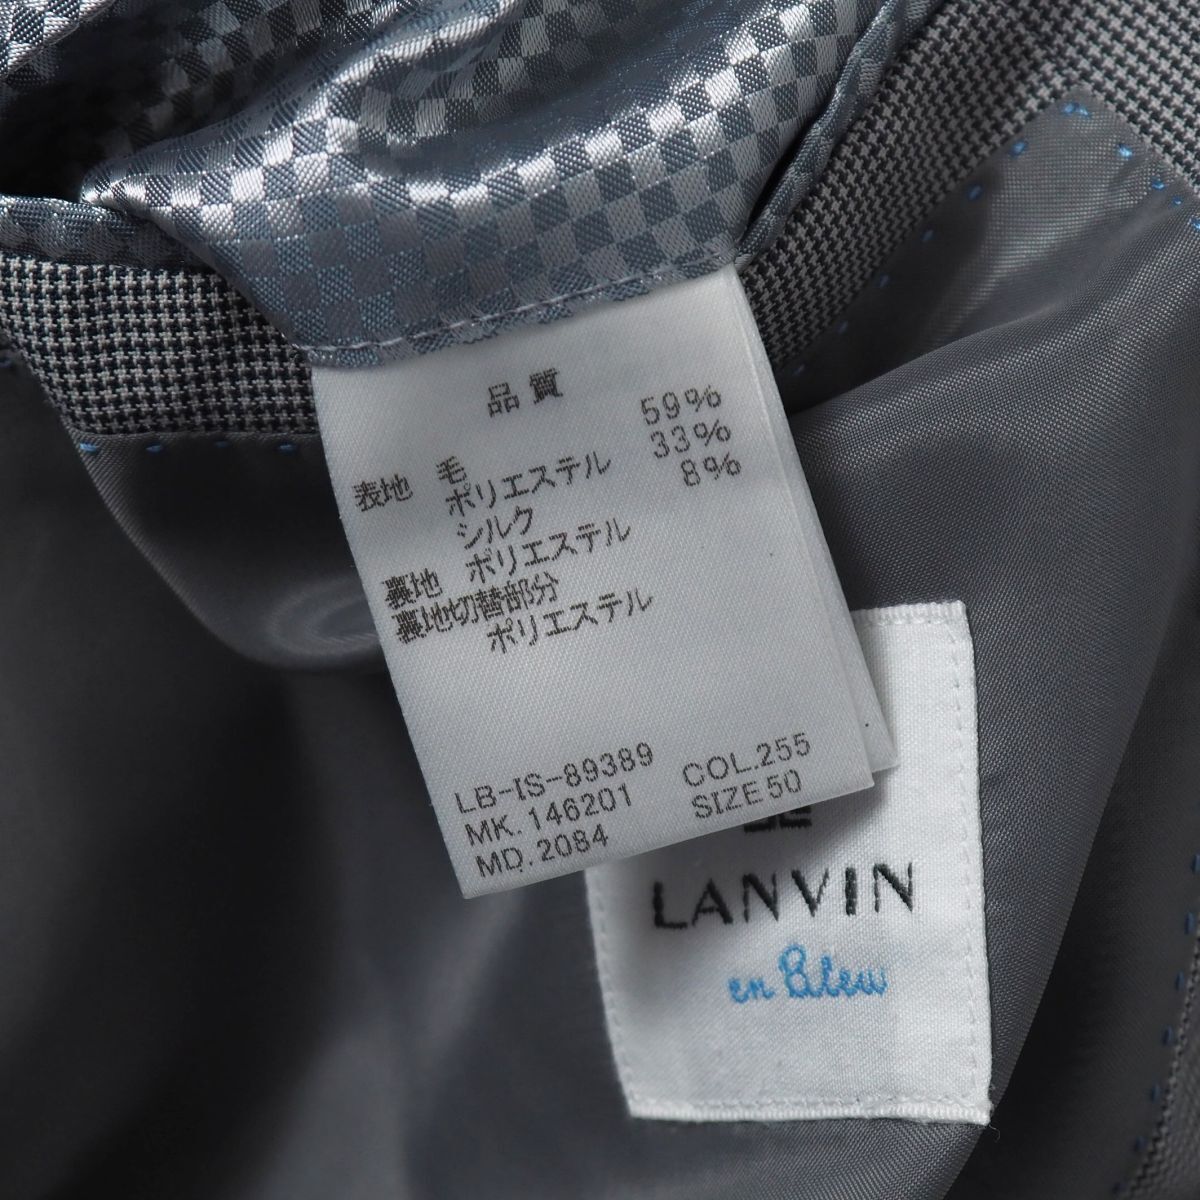 品質
表地 毛 59%
ポリエステル 33%
シルク 8%
裏地 ポリエステル
裏地切替部分
ポリエステル
LB-IS-89389 COL.255
MK.146201 SIZE50
MD.2084
LANVIN
en Bleu